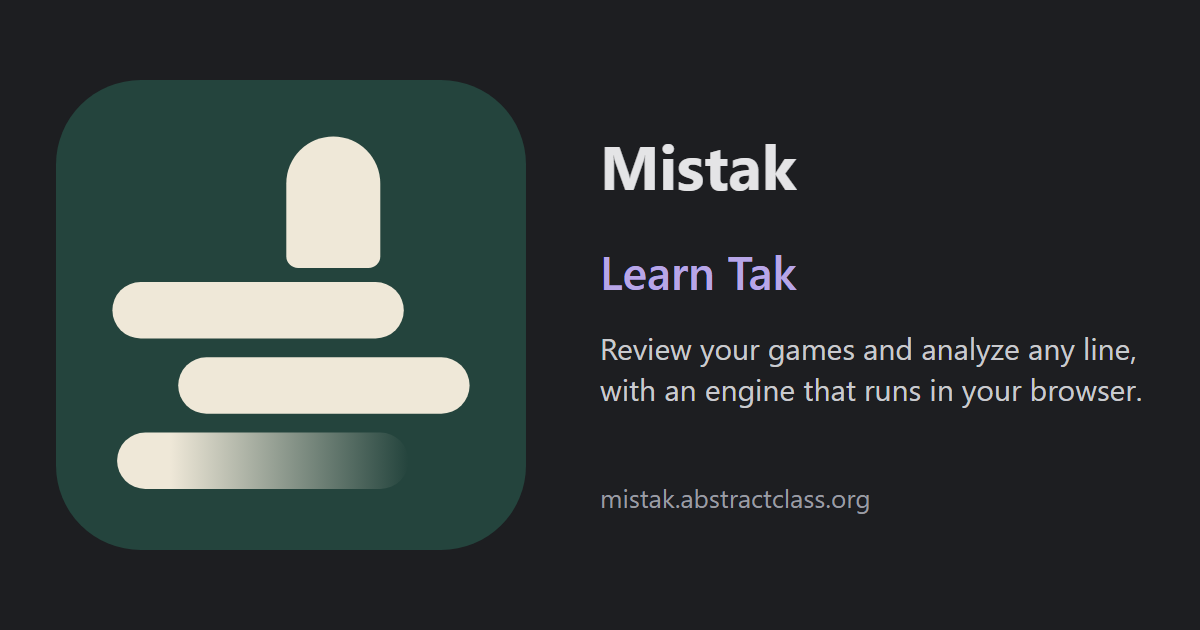 Mistak
Learn Tak
Review your games and analyze any line,
with an engine that runs in your browser.
mistak.abstractclass.org